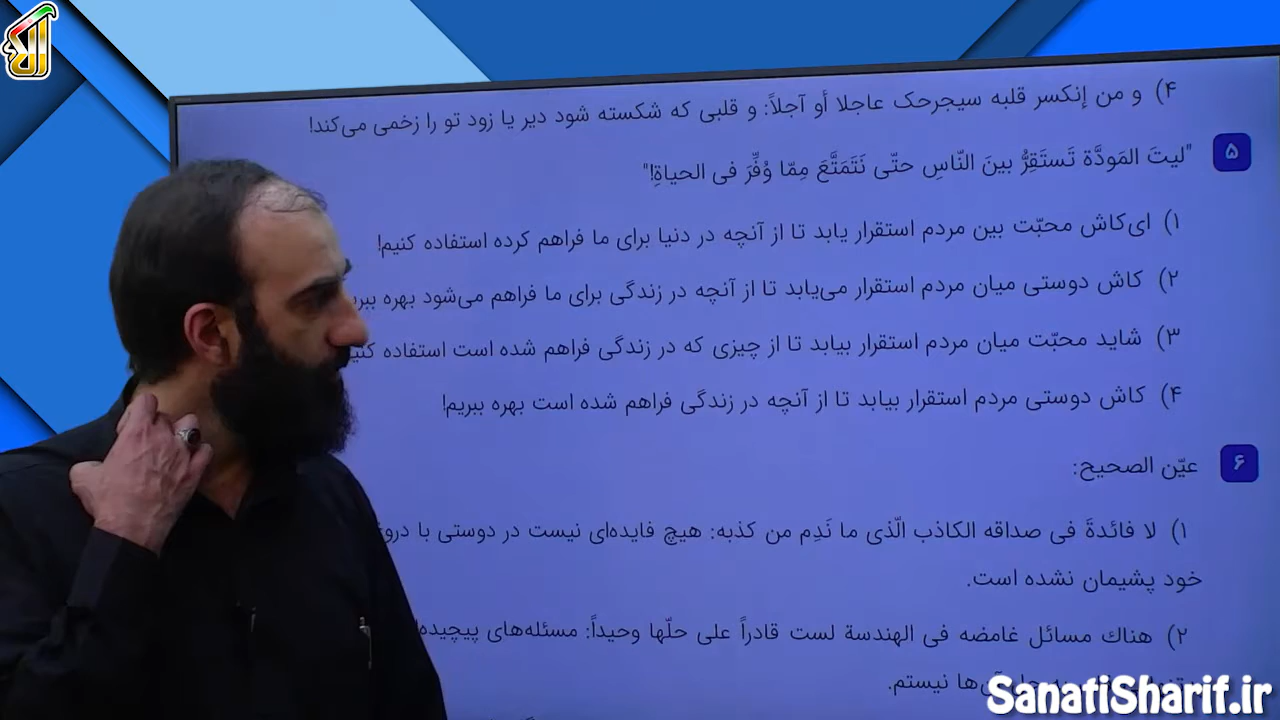 ۴) و من إنکسر قلبه سیجرحک عاجلا أو آجلاً: و قلبی که شکسته شود دیر یا زود تو را زخمی می‌کند!
۵ "لیتَ المَودَّة تَستَقِرُّ بینَ النّاسِ حتّی نَتَمَتَّعَ مِمّا وُفِّرَ فی الحیاةِ!"
۱) ای‌کاش محبّت بین مردم استقرار یابد تا از آنچه در دنیا برای ما فراهم کرده استفاده کنیم!
۲) کاش دوستی میان مردم استقرار می‌یابد تا از آنچه در زندگی برای ما فراهم می‌شود بهره
۳) شاید محبّت میان مردم استقرار بیابد تا از چیزی که در زندگی فراهم شده است استفاده
۴) کاش دوستی مردم استقرار بیابد تا از آنچه در زندگی فراهم شده است بهره ببریم!
۶ عیّن الصحیح:
۱) لا فائدةَ فی صداقه الکاذب الّذی ما نَدِم من کذبه: هیچ فایده‌ای نیست در دوستی با
خود پشیمان نشده است.
۲) هناك مسائل غامضه فی الهندسة لست قادراً علی حلّها وحیداً: مسئله‌های
آن‌ها نیستم.
SanatiSharif.ir